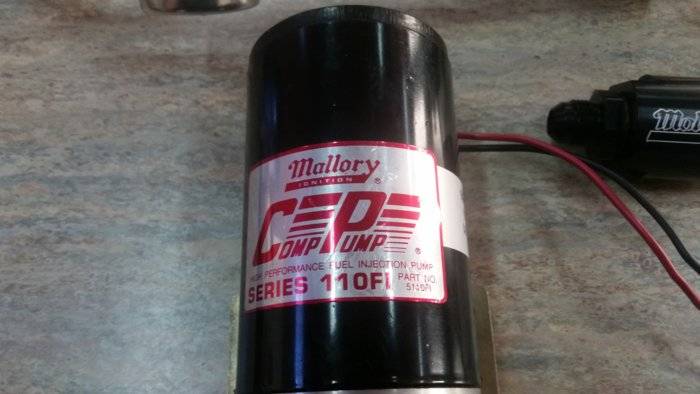 Mallory
IGNITION ®
COMP PUMP ®
HIGH PERFORMANCE FUEL INJECTION PUMP
SERIES 110FI PART NO.